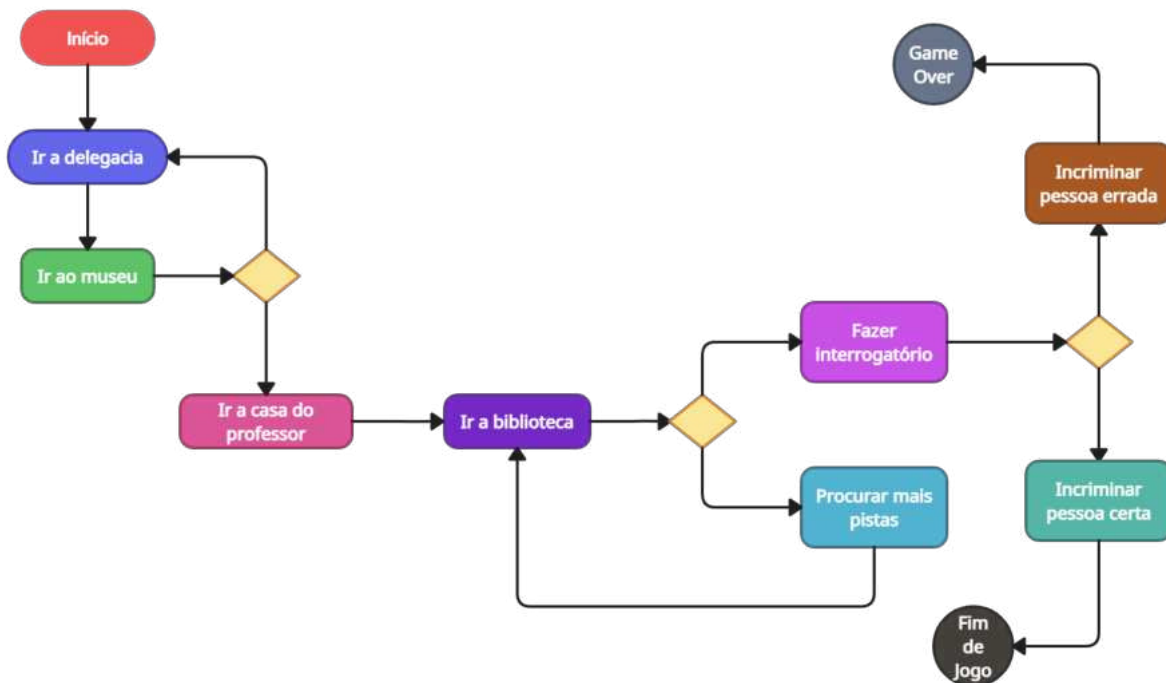 Início
Ir a delegacia
Ir ao museu
Ir a casa do
professor
Ir a biblioteca
Fazer
interrogatório
Procurar mais
pistas
Game
Over
Incriminar
pessoa errada
Incriminar
pessoa certa
Fim
de
Jogo